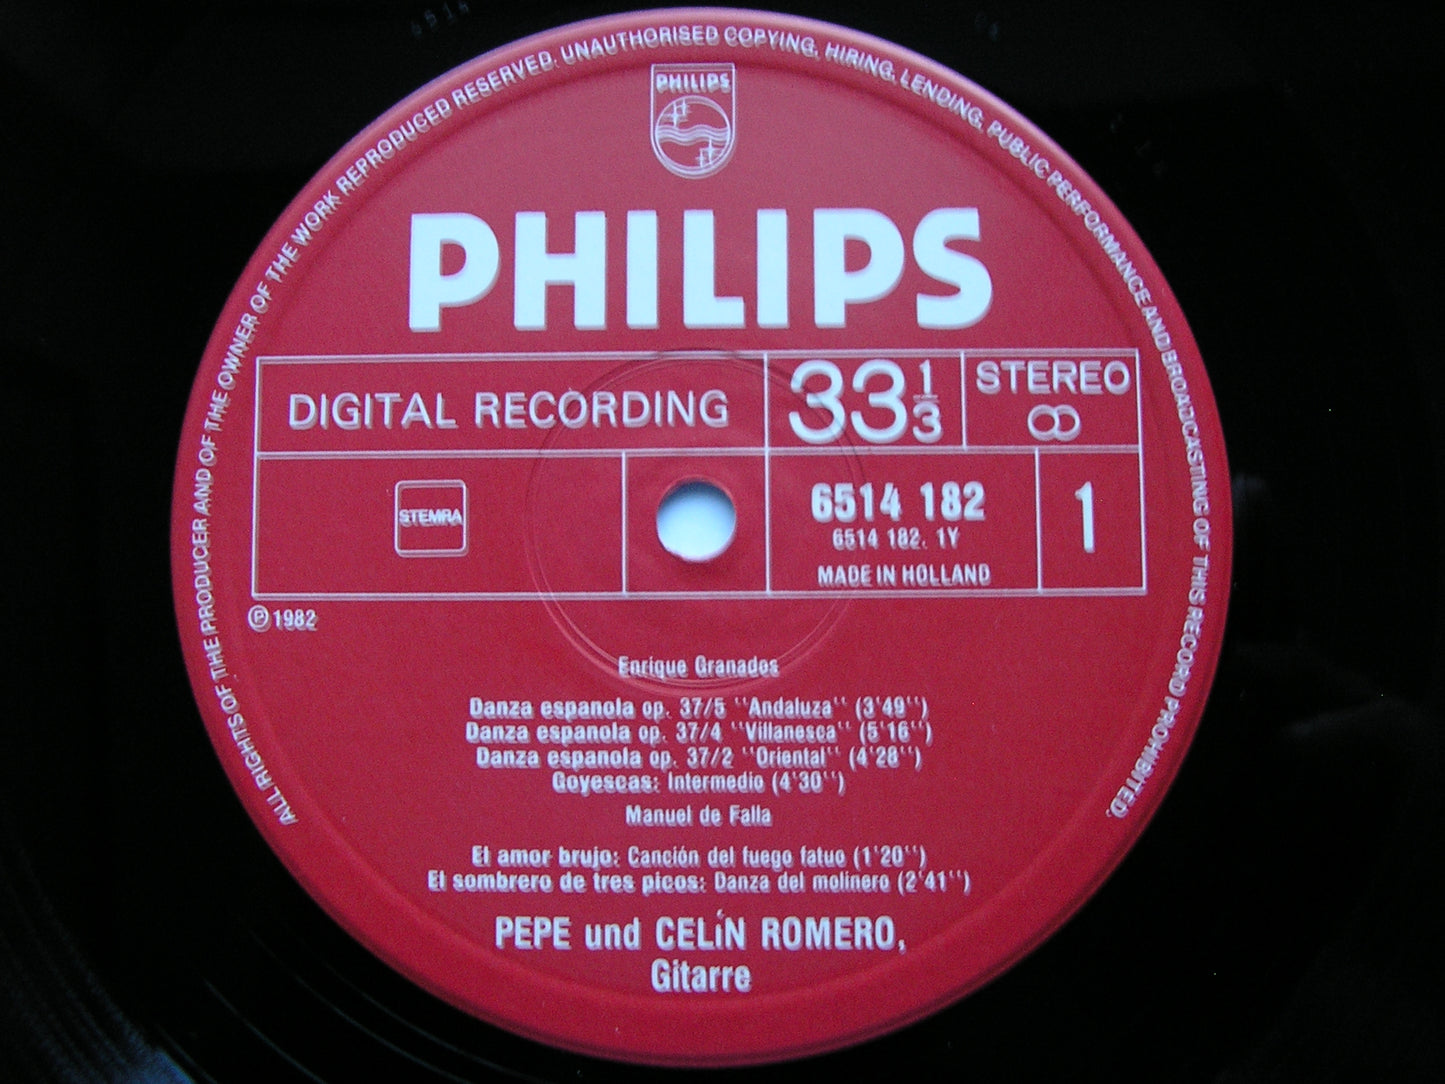 ALL RIGHTS OF THE PRODUCER AND OF THE OWNER OF THE WORK REPRODUCED RESERVED. UNAUTHORISED COPYING, HIRING, LENDING, PUBLIC PERFORMANCE AND BROADCASTING OF THIS RECORD PROHIBITED.
PHILIPS
PHILIPS
DIGITAL RECORDING
33 1/3
STEREO
STEMRA
6514 182
6514 182. 1Y
MADE IN HOLLAND
1
Ⓟ 1982
Enrique Granados
Danza espanola op. 37/5 "Andaluza" (3'49'')
Danza espanola op. 37/4 "Villanesca" (5'16'')
Danza espanola op. 37/2 "Oriental" (4'28'')
Goyescas: Intermedio (4'30'')
Manuel de Falla
El amor brujo: Canción del fuego fatuo (1'20'')
El sombrero de tres picos: Danza del molinero (2'41'')
PEPE und CELíN ROMERO,
Gitarre